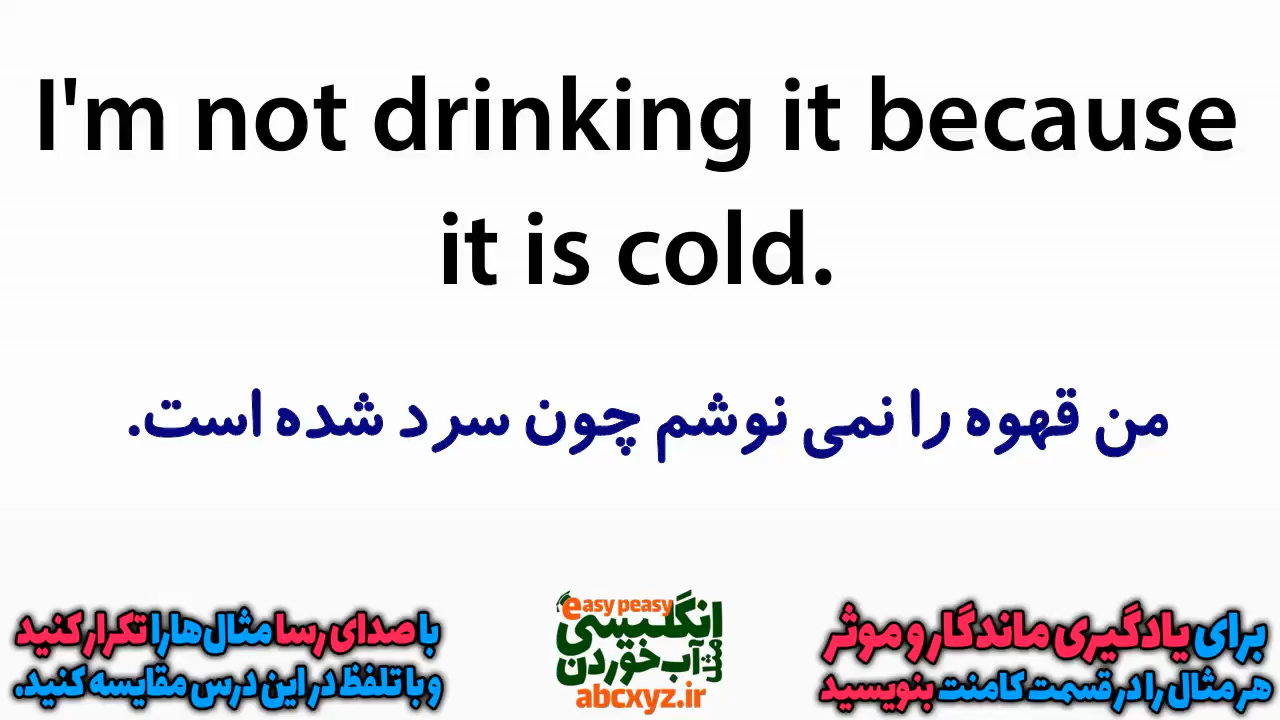 I'm not drinking it because
it is cold.
من قهوه را نمی نوشم چون سرد شده است.
برای یادگیری ماندگار و موثر
هر مثال را در قسمت کامنت بنویسید
easy peasy
انگلیسی
مثل آب خوردن
abcxyz.ir
با صدای رسا مثال‌ها را تکرار کنید
و با تلفظ در این درس مقایسه کنید.